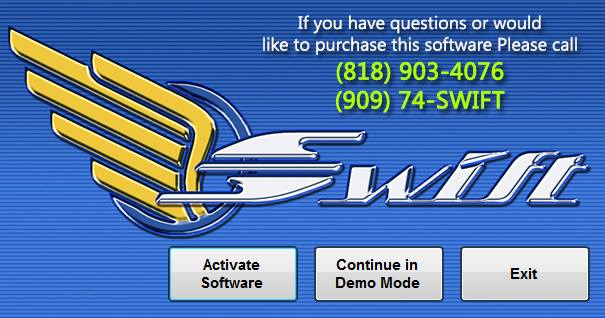 If you have questions or would
like to purchase this software Please call
(818) 903-4076
(909) 74-SWIFT
Swift
Activate
Software
Continue in
Demo Mode
Exit